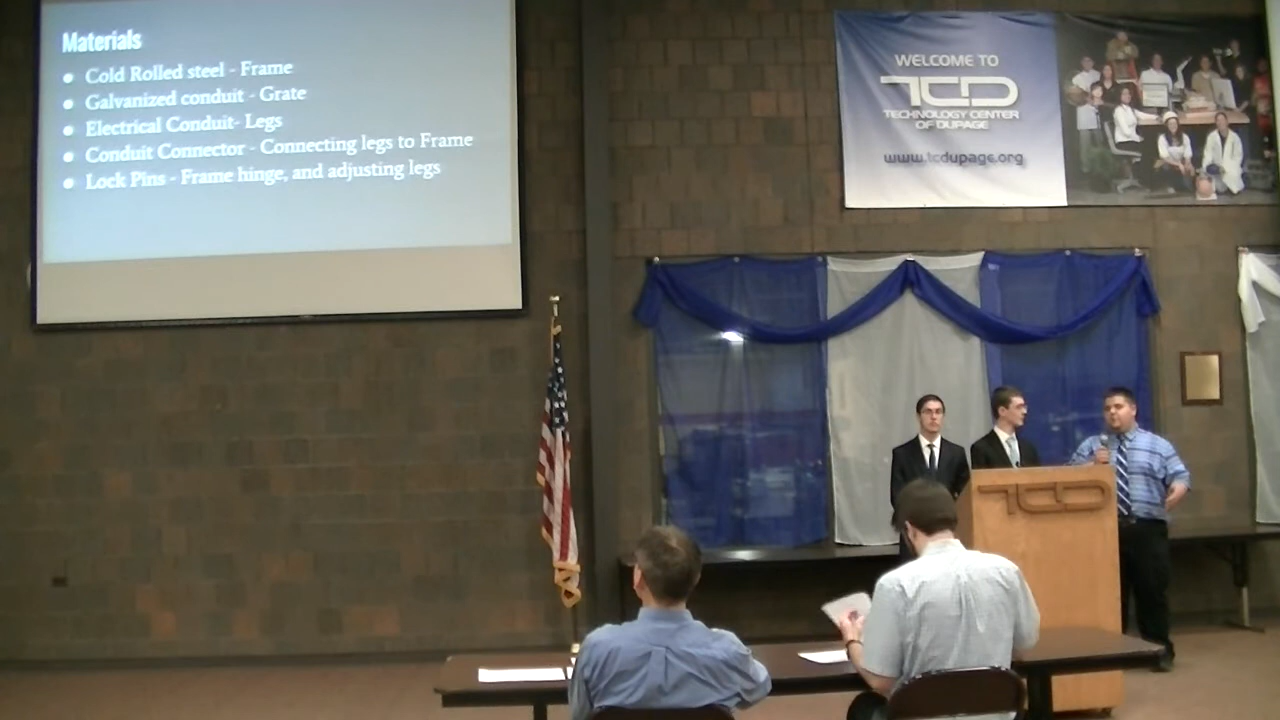 Materials
Cold Rolled steel - Frame
Galvanized conduit - Grate
Electrical Conduit- Legs
Conduit Connector - Connecting legs to Frame
Lock Pins - Frame hinge, and adjusting legs
WELCOME TO
TCD
TECHNOLOGY CENTER
OF DUPAGE
www.tcdupage.org
TCD